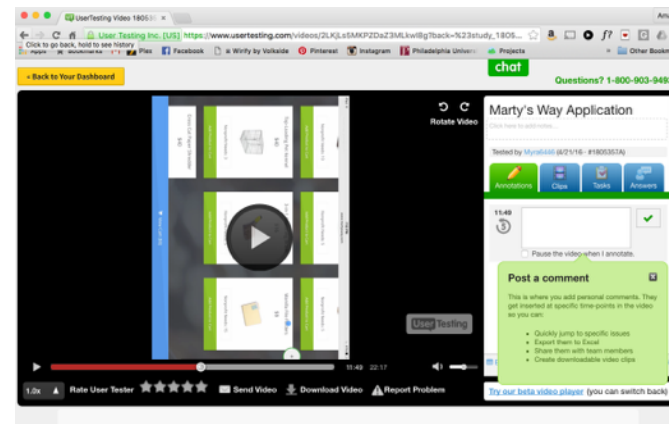 UserTesting Video 18053
User Testing Inc. [US] https://www.usertesting.com/videos/
Click to go back, hold to see history
Bookmarks
Plex
Facebook
Wirify by Volkside
Pinterest
Instagram
Philadelphia Univers
Projects
Other Bookm
« Back to Your Dashboard
chat
Questions? 1-800-903-949
Rotate Video
Marty's Way Application
Click here to add notes...
Tested by Myra6446 (4/21/16 - #1805357A)
Annotations
Clips
Tasks
Answers
11:49
5
Pause the video when I annotate.
Post a comment
This is where you add personal comments. They
get inserted at specific time-points in the video
so you can:
Quickly jump to specific issues
Export them to Excel
Share them with team members
Create downloadable video clips
User Testing
11:49 22:17
1.0x
Rate User Tester
Send Video
Download Video
Report Problem
Try our beta video player (you can switch back)